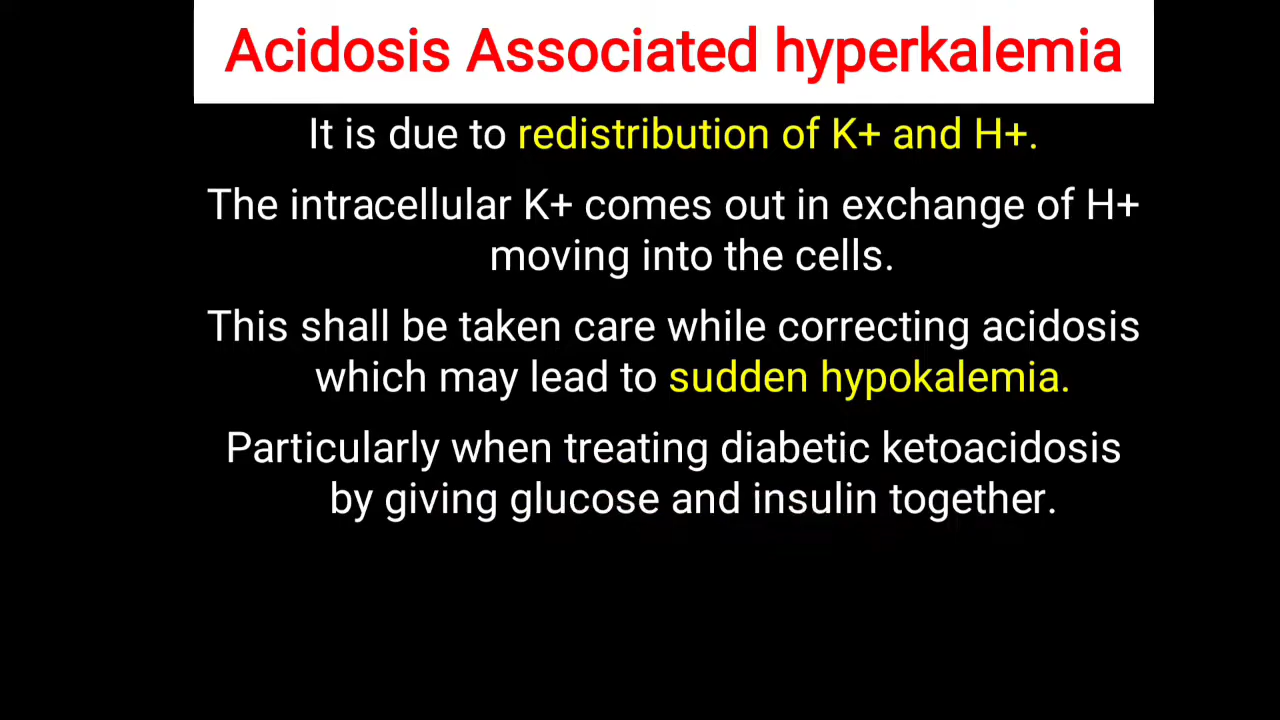 Acidosis Associated hyperkalemia
It is due to redistribution of K+ and H+.
The intracellular K+ comes out in exchange of H+
moving into the cells.
This shall be taken care while correcting acidosis
which may lead to sudden hypokalemia.
Particularly when treating diabetic ketoacidosis
by giving glucose and insulin together.